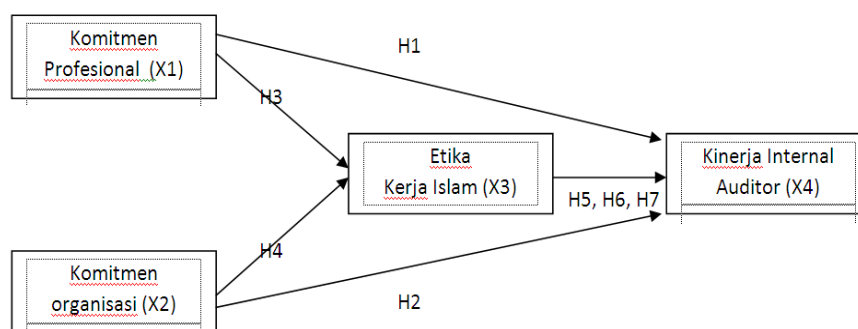 Komitmen
Profesional (X1)
H1
H3
Etika
Kerja Islam (X3)
Kinerja Internal
Auditor (X4)
H5, H6, H7
H4
Komitmen
organisasi (X2)
H2